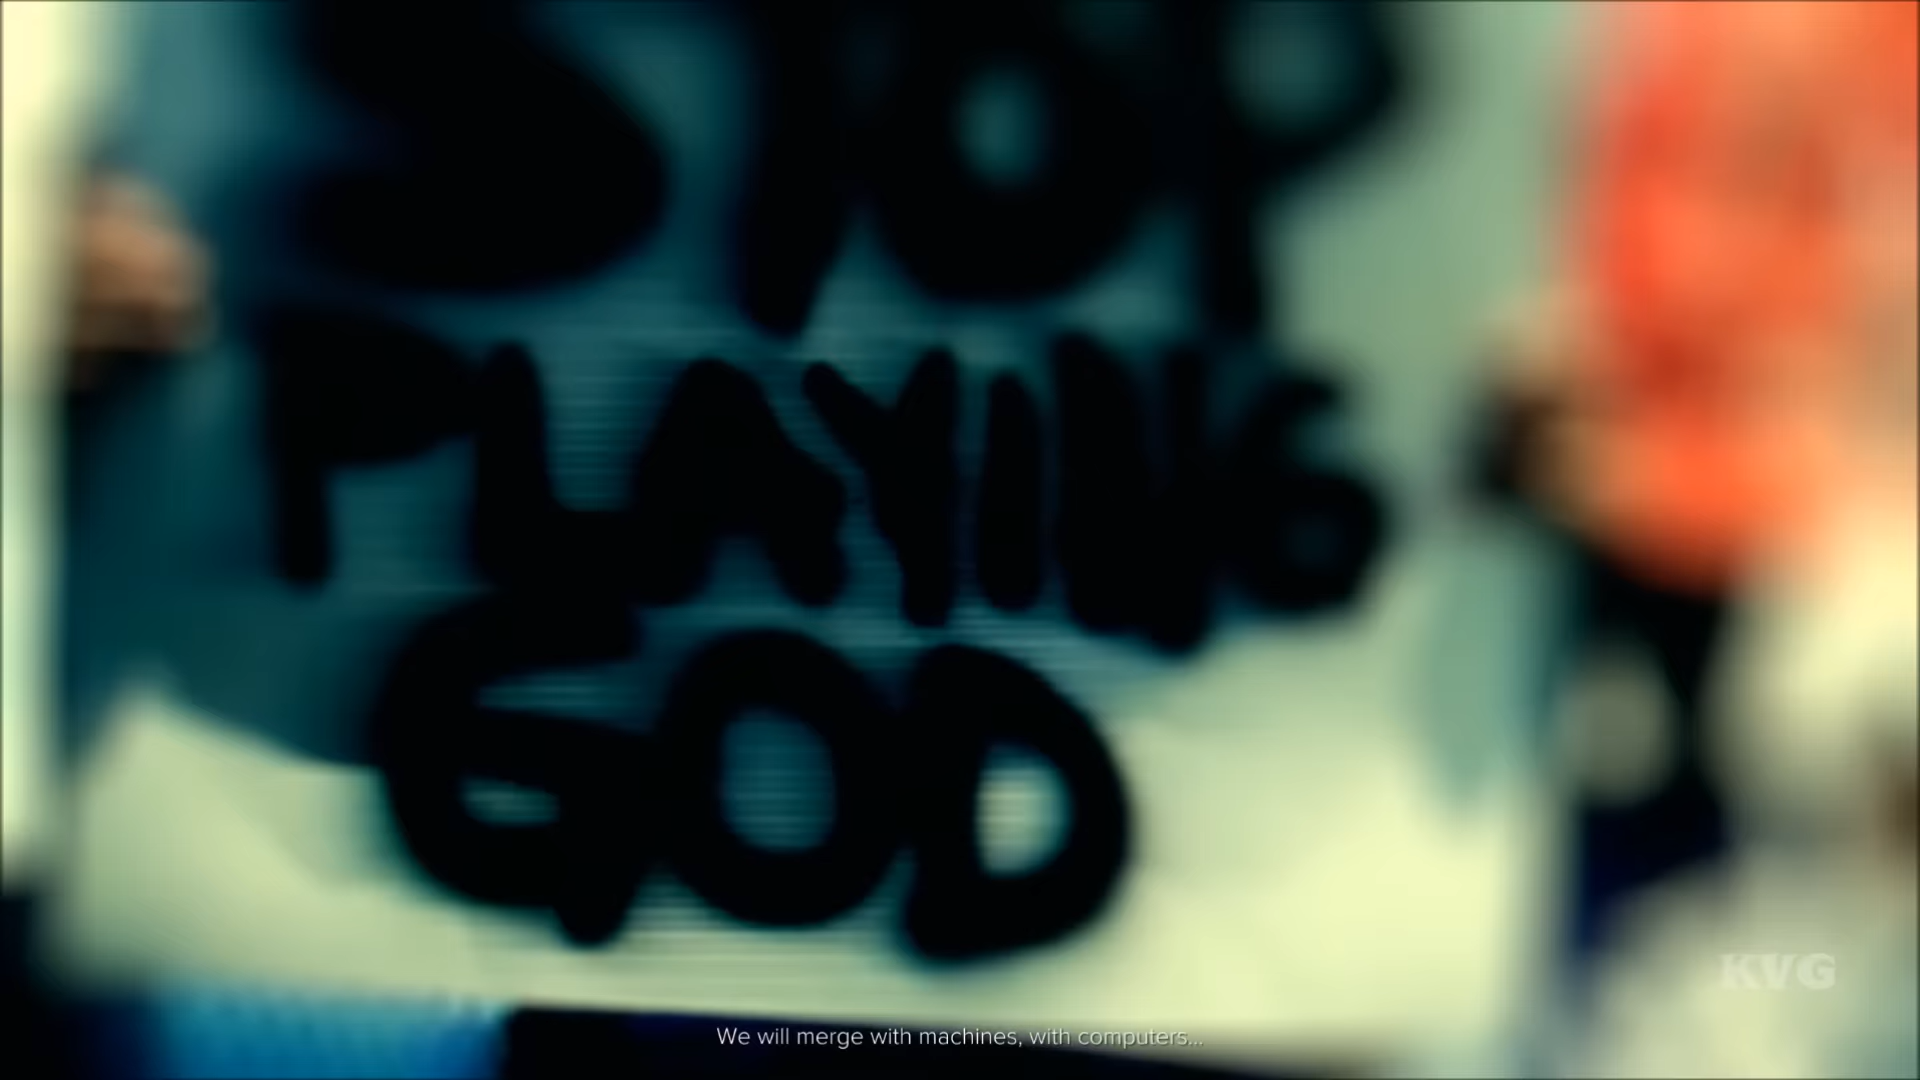 STOP
PLAYING
GOD
KVG
We will merge with machines, with computers...